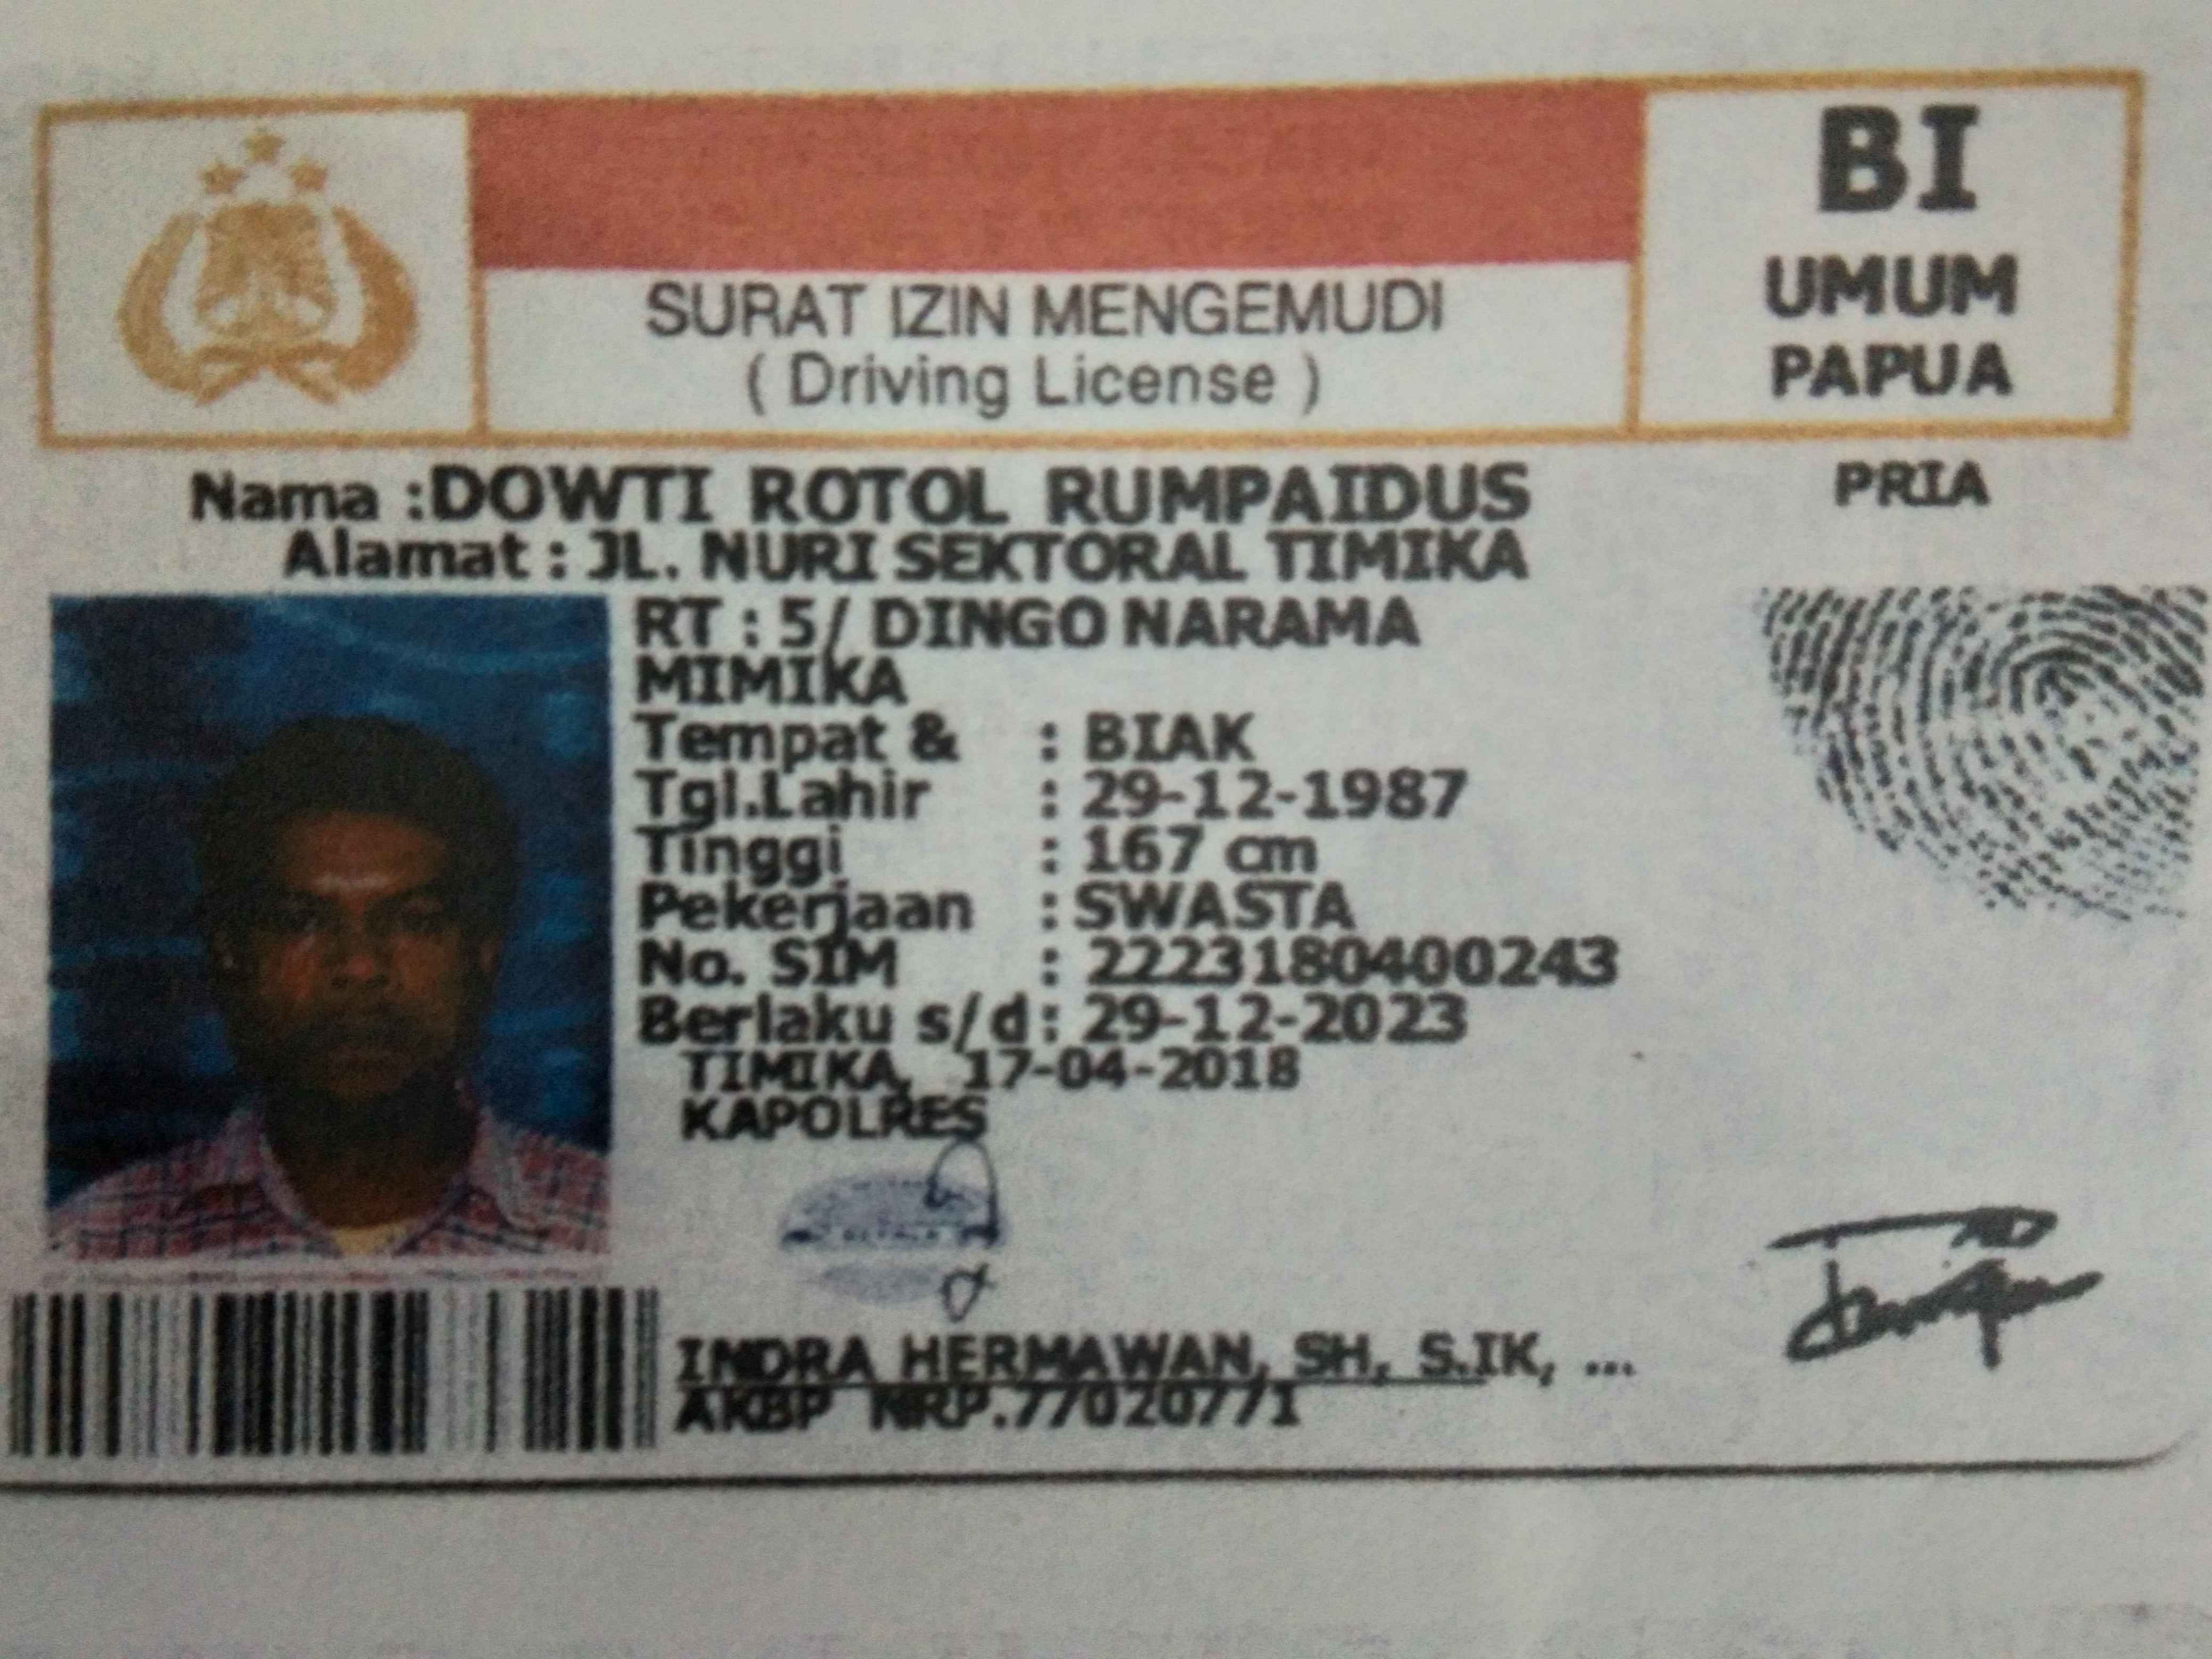 BI
UMUM
PAPUA
SURAT IZIN MENGEMUDI
( Driving License )
PRIA
Nama :DOWTI ROTOL RUMPAIDUS
Alamat : JL. NURI SEKTORAL TIMIKA
RT : 5/ DINGO NARAMA
MIMIKA
Tempat & : BIAK
Tgl.Lahir : 29-12-1987
Tinggi : 167 cm
Pekerjaan : SWASTA
No. SIM : 2223180400243
Berlaku s/d: 29-12-2023
TIMIKA, 17-04-2018
KAPOLRES
INDRA HERMAWAN, SH, S.IK, ...
AKBP NRP.77020771